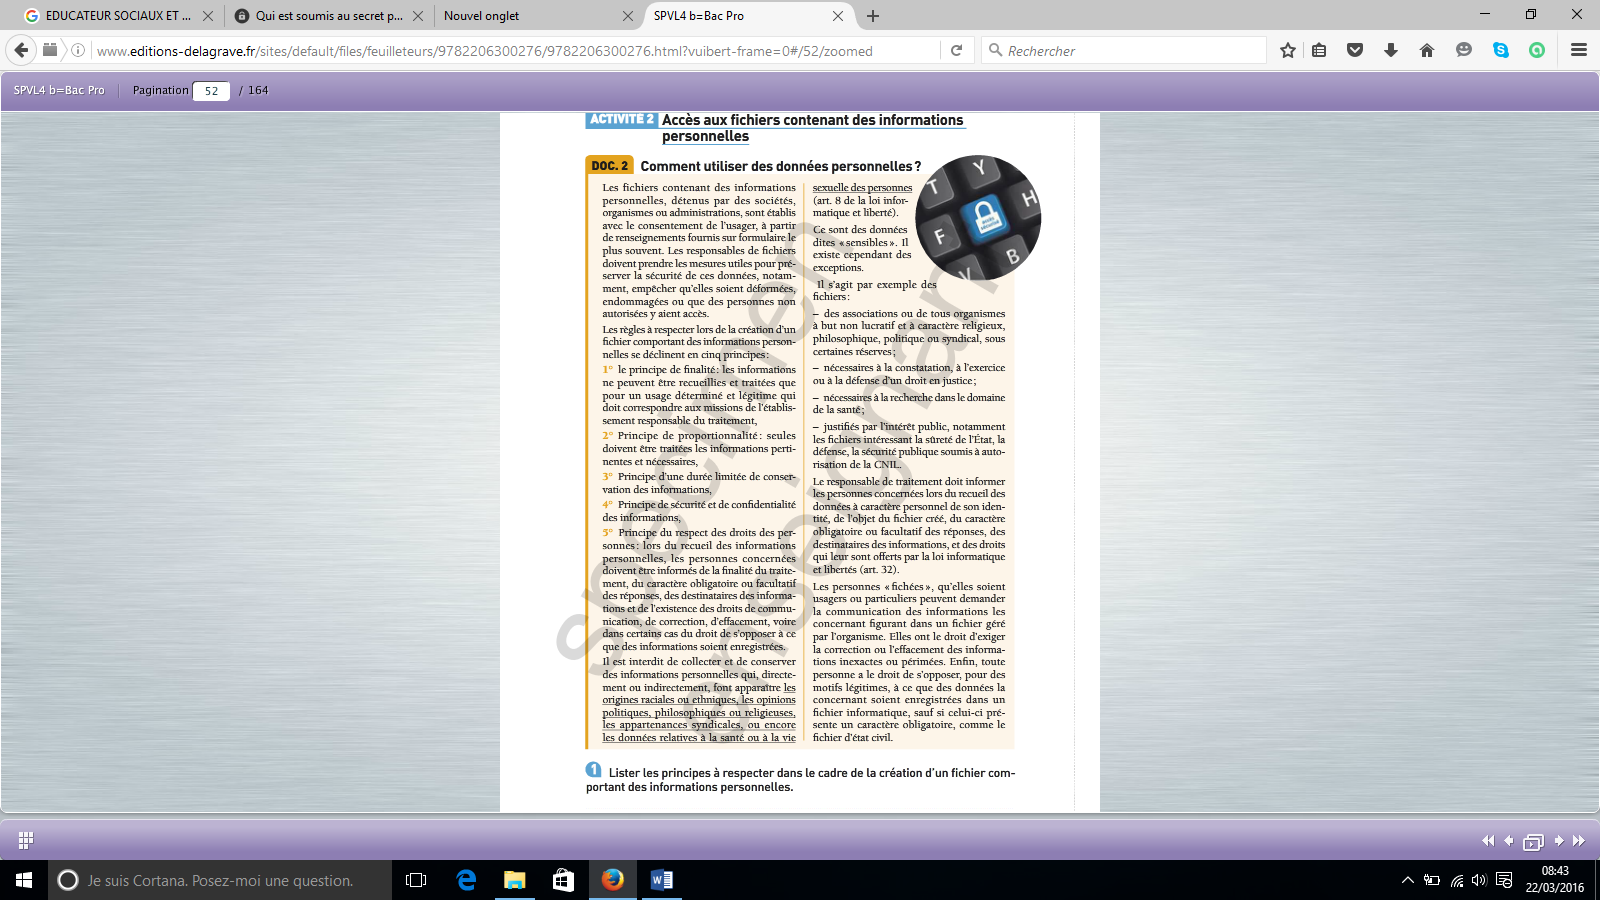 EDUCATEUR SOCIAUX ET ...
Qui est soumis au secret p...
Nouvel onglet
SPVL4 b=Bac Pro
www.editions-delagrave.fr/sites/default/files/feuilleteurs/9782206300276/9782206300276.html?vuibert-frame=0#/52/zoomed
Rechercher
SPVL4 b=Bac Pro
Pagination 52 / 164
ACTIVITÉ 2 Accès aux fichiers contenant des informations
personnelles
DOC. 2 Comment utiliser des données personnelles ?
Les fichiers contenant des informations
personnelles, détenus par des sociétés,
organismes ou administrations, sont établis
avec le consentement de l'usager, à partir
de renseignements fournis sur formulaire le
plus souvent. Les responsables de fichiers
doivent prendre les mesures utiles pour pré-
server la sécurité de ces données, notam-
ment, empêcher qu'elles soient déformées,
endommagées ou que des personnes non
autorisées y aient accès.
Les règles à respecter lors de la création d'un
fichier comportant des informations person-
nelles se déclinent en cinq principes :
1° le principe de finalité : les informations
ne peuvent être recueillies et traitées que
pour un usage déterminé et légitime qui
doit correspondre aux missions de l'établis-
sement responsable du traitement,
2° Principe de proportionnalité : seules
doivent être traitées les informations perti-
nentes et nécessaires,
3° Principe d'une durée limitée de conser-
vation des informations,
4° Principe de sécurité et de confidentialité
des informations,
5° Principe du respect des droits des per-
sonnes : lors du recueil des informations
personnelles, les personnes concernées
doivent être informés de la finalité du traite-
ment, du caractère obligatoire ou facultatif
des réponses, des destinataires des informa-
tions et de l'existence des droits de commu-
nication, de correction, d'effacement, voire
dans certains cas du droit de s'opposer à ce
que des informations soient enregistrées.
Il est interdit de collecter et de conserver
des informations personnelles qui, directe-
ment ou indirectement, font apparaître les
origines raciales ou ethniques, les opinions
politiques, philosophiques ou religieuses,
les appartenances syndicales, ou encore
les données relatives à la santé ou à la vie
sexuelle des personnes
(art. 8 de la loi infor-
matique et liberté).
Ce sont des données
dites « sensibles ». Il
existe cependant des
exceptions.
Il s'agit par exemple des
fichiers :
– des associations ou de tous organismes
à but non lucratif et à caractère religieux,
philosophique, politique ou syndical, sous
certaines réserves ;
– nécessaires à la constatation, à l'exercice
ou à la défense d'un droit en justice ;
– nécessaires à la recherche dans le domaine
de la santé ;
– justifiés par l'intérêt public, notamment
les fichiers intéressant la sûreté de l'État, la
défense, la sécurité publique soumis à auto-
risation de la CNIL.
Le responsable de traitement doit informer
les personnes concernées lors du recueil des
données à caractère personnel de son iden-
tité, de l'objet du fichier créé, du caractère
obligatoire ou facultatif des réponses, des
destinataires des informations, et des droits
qui leur sont offerts par la loi informatique
et libertés (art. 32).
Les personnes « fichées », qu'elles soient
usagers ou particuliers peuvent demander
la communication des informations les
concernant figurant dans un fichier géré
par l'organisme. Elles ont le droit d'exiger
la correction ou l'effacement des informa-
tions inexactes ou périmées. Enfin, toute
personne a le droit de s'opposer, pour des
motifs légitimes, à ce que des données la
concernant soient enregistrées dans un
fichier informatique, sauf si celui-ci pré-
sente un caractère obligatoire, comme le
fichier d'état civil.
T Y H F B V
specimen
enseignant
1 Lister les principes à respecter dans le cadre de la création d'un fichier com-
portant des informations personnelles.
Je suis Cortana. Posez-moi une question.
08:43
22/03/2016